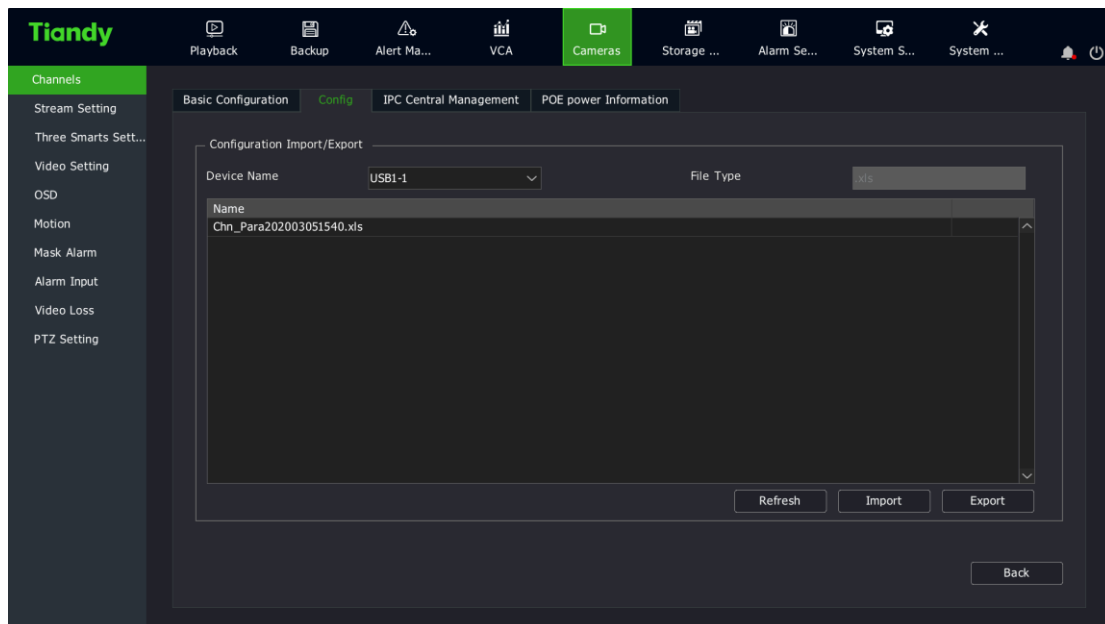 Tiandy
Playback Backup Alert Ma... VCA Cameras Storage ... Alarm Se... System S... System ...
Channels
Stream Setting
Three Smarts Sett...
Video Setting
OSD
Motion
Mask Alarm
Alarm Input
Video Loss
PTZ Setting
Basic Configuration Config IPC Central Management POE power Information
Configuration Import/Export
Device Name USB1-1 File Type .xls
Name
Chn_Para202003051540.xls
Refresh Import Export
Back